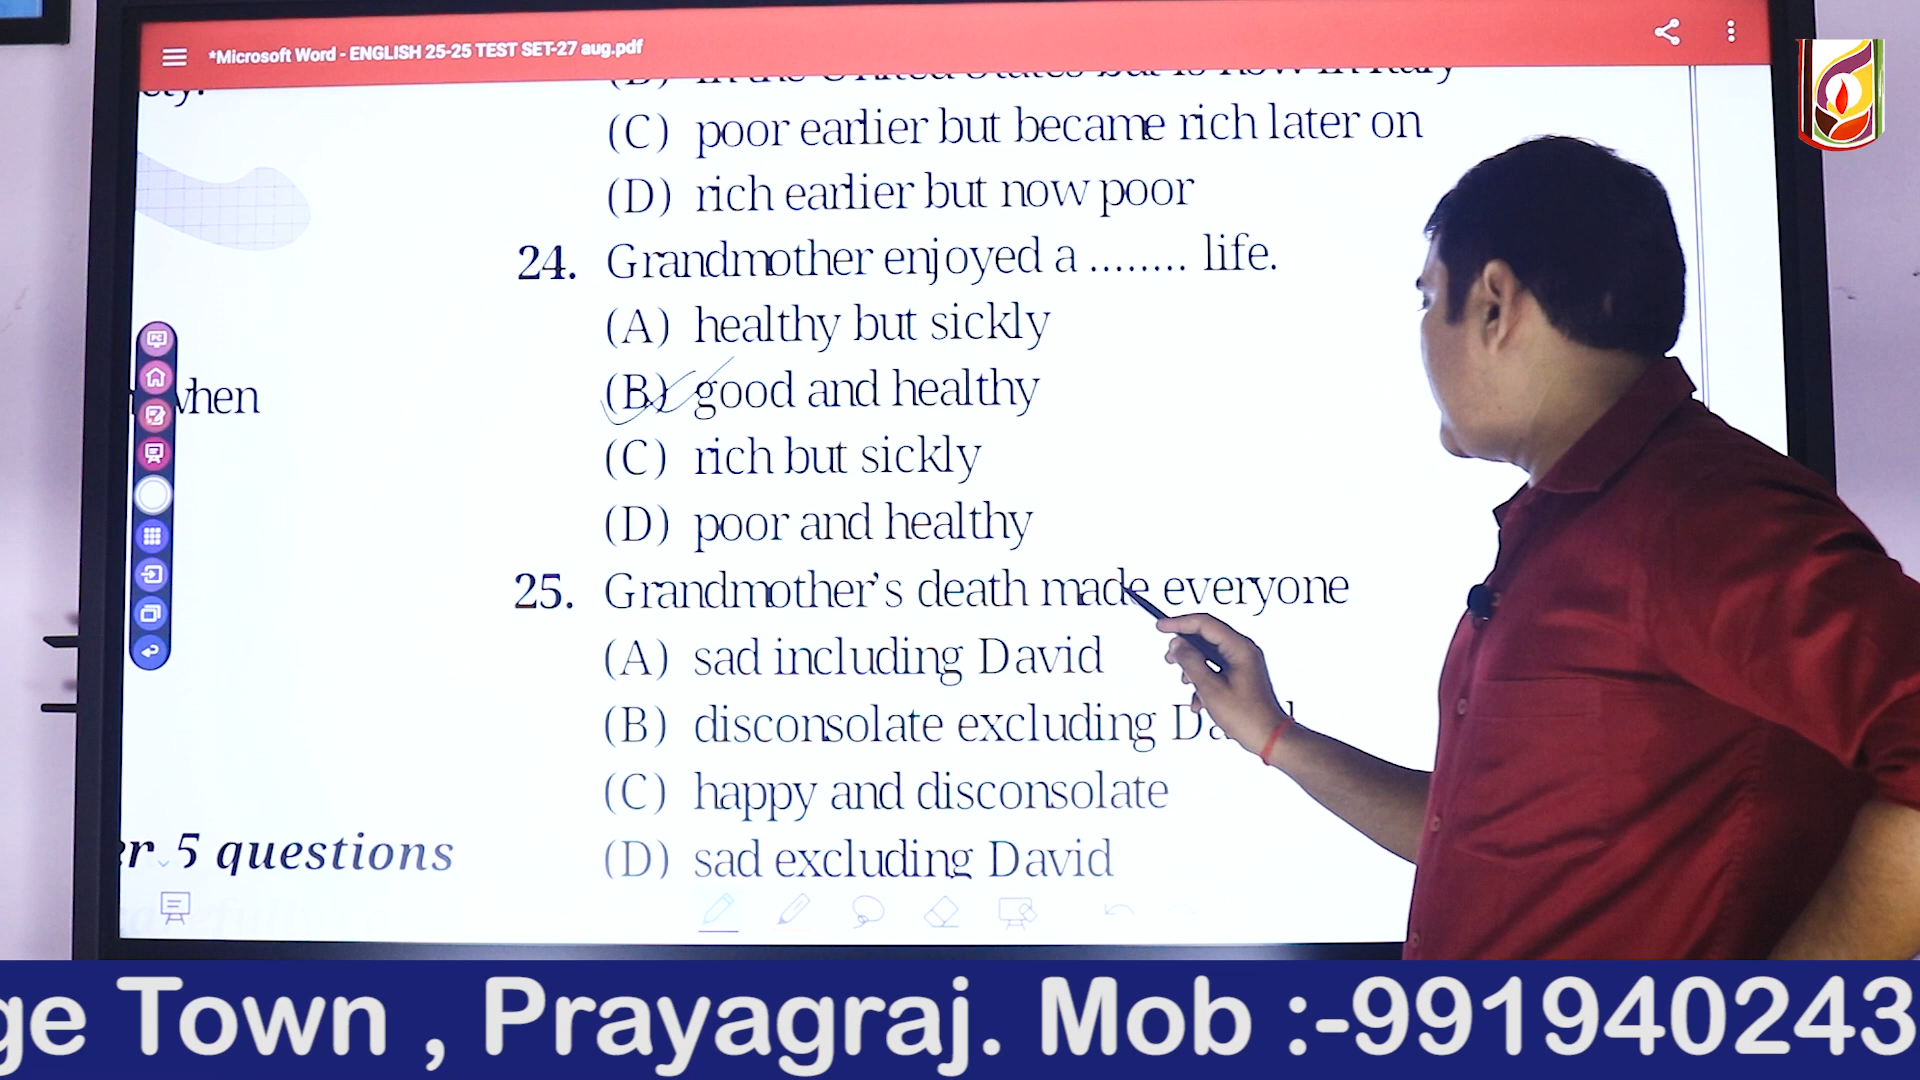 *Microsoft Word - ENGLISH 25-25 TEST SET-27 aug.pdf
(C) poor earlier but became rich later on
(D) rich earlier but now poor
24. Grandmother enjoyed a ........ life.
(A) healthy but sickly
(B) good and healthy
(C) rich but sickly
(D) poor and healthy
25. Grandmother's death made everyone
(A) sad including David
(B) disconsolate excluding
(C) happy and disconsolate
(D) sad excluding David
when
5 questions
Town , Prayagraj. Mob :-991940243